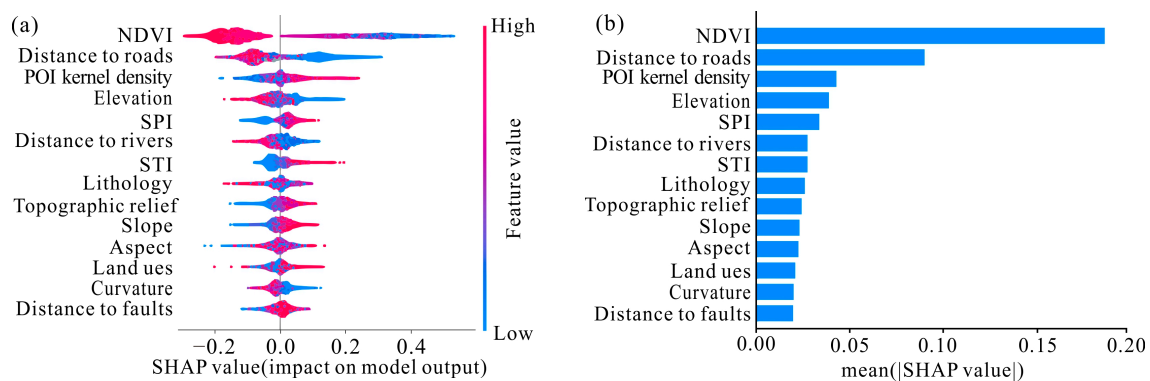 (a)
High
NDVI
Distance to roads
POI kernel density
Elevation
SPI
Distance to rivers
STI
Lithology
Topographic relief
Slope
Aspect
Land ues
Curvature
Distance to faults
Feature value
Low
−0.2 0.0 0.2 0.4
SHAP value(impact on model output)
(b)
NDVI
Distance to roads
POI kernel density
Elevation
SPI
Distance to rivers
STI
Lithology
Topographic relief
Slope
Aspect
Land ues
Curvature
Distance to faults
0.00 0.05 0.10 0.15 0.20
mean(|SHAP value|)